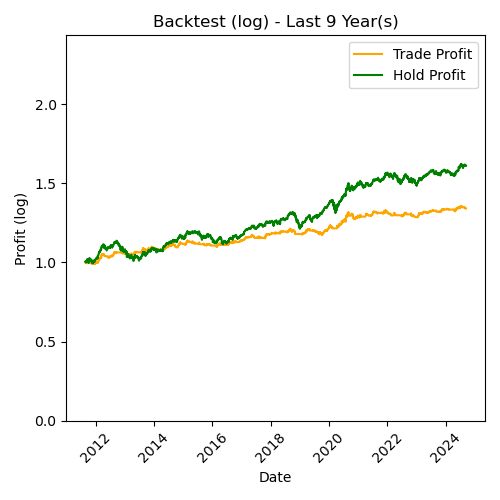 Backtest (log) - Last 9 Year(s)
Trade Profit
Hold Profit
2.0
1.5
1.0
0.5
0.0
Profit (log)
2012
2014
2016
2018
2020
2022
2024
Date